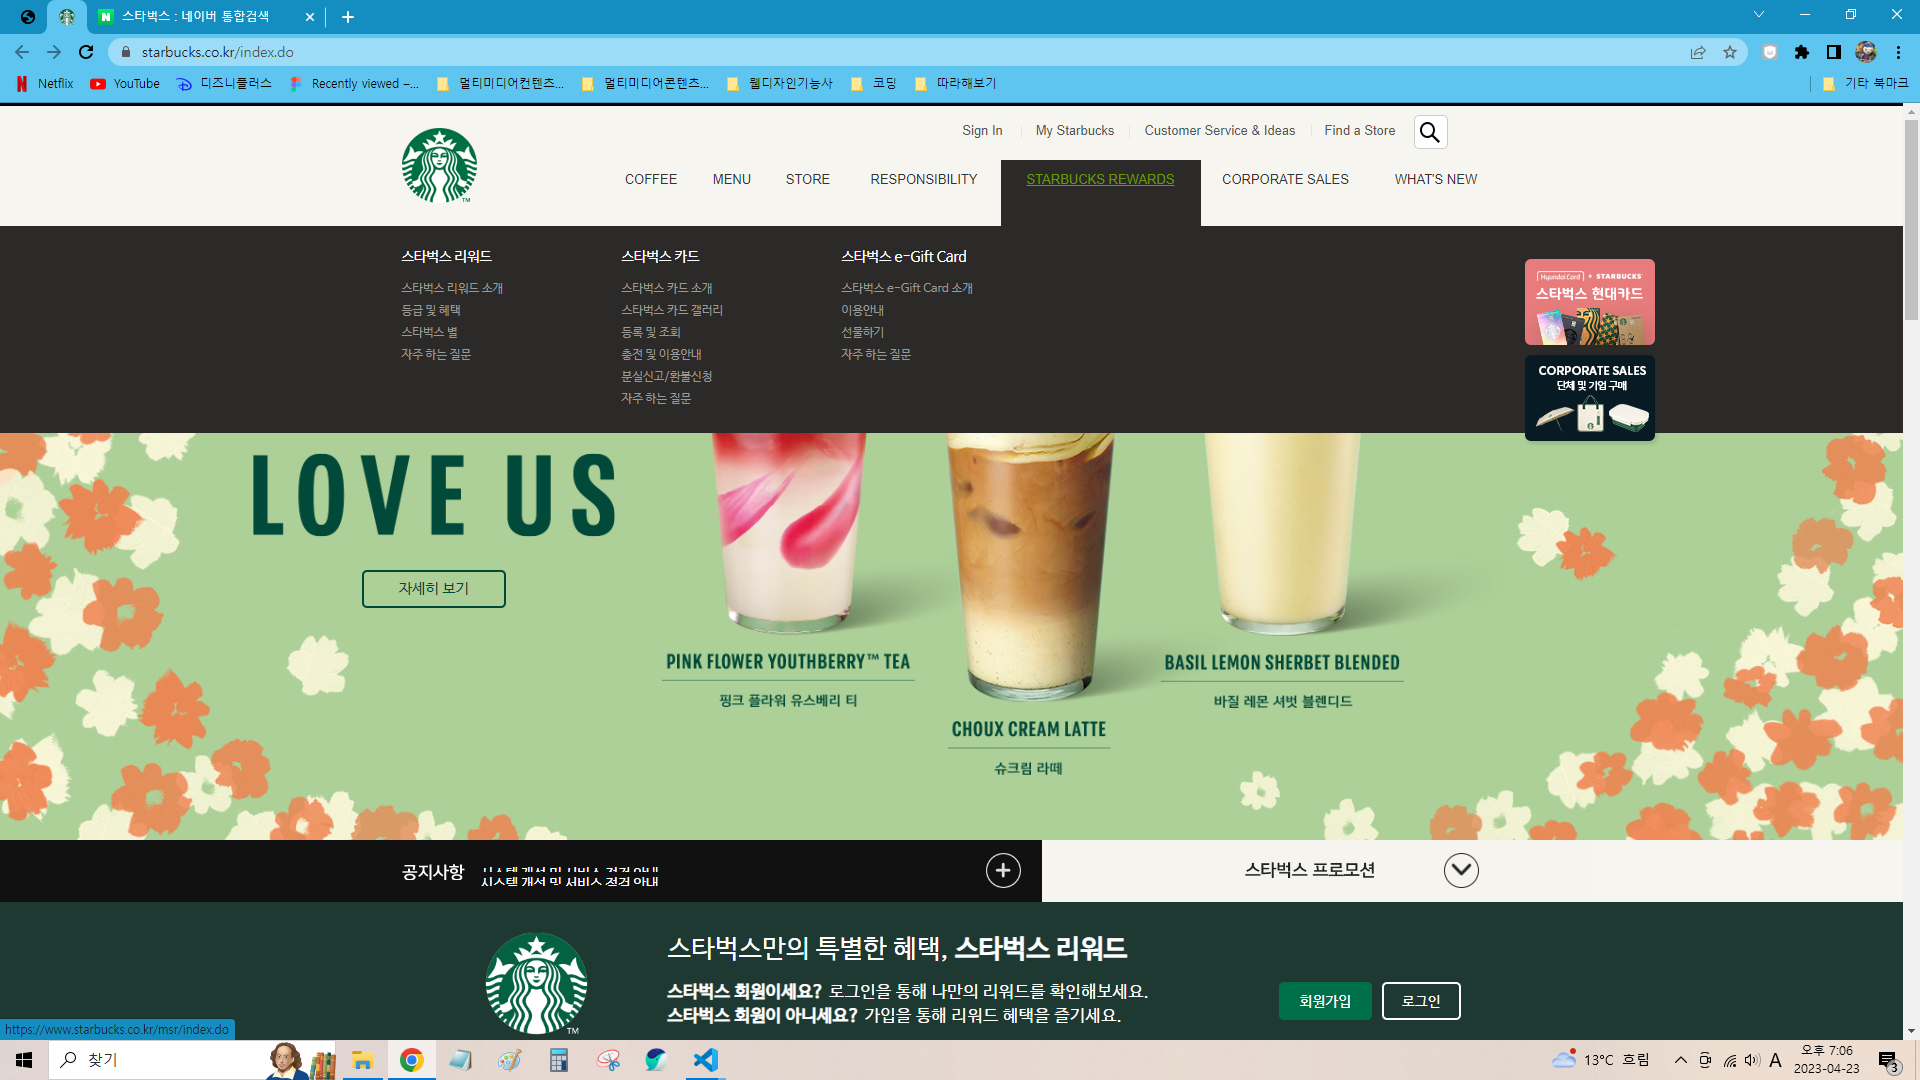 스타벅스 : 네이버 통합검색
starbucks.co.kr/index.do
Netflix YouTube 디즈니플러스 Recently viewed –... 멀티미디어컨텐츠... 멀티미디어콘텐츠... 웹디자인기능사 코딩 따라해보기 기타 북마크
Sign In My Starbucks Customer Service & Ideas Find a Store
COFFEE MENU STORE RESPONSIBILITY STARBUCKS REWARDS CORPORATE SALES WHAT'S NEW
스타벅스 리워드
스타벅스 리워드 소개
등급 및 혜택
스타벅스 별
자주 하는 질문
스타벅스 카드
스타벅스 카드 소개
스타벅스 카드 갤러리
등록 및 조회
충전 및 이용안내
분실신고/환불신청
자주 하는 질문
스타벅스 e-Gift Card
스타벅스 e-Gift Card 소개
이용안내
선물하기
자주 하는 질문
Hyundai Card + STARBUCKS
스타벅스 현대카드
CORPORATE SALES
단체 및 기업 구매
LOVE US
자세히 보기
PINK FLOWER YOUTHBERRY™ TEA
핑크 플라워 유스베리 티
CHOUX CREAM LATTE
슈크림 라떼
BASIL LEMON SHERBET BLENDED
바질 레몬 셔벗 블렌디드
공지사항 시스템 개선 및 서비스 점검 안내
스타벅스 프로모션
스타벅스만의 특별한 혜택, 스타벅스 리워드
스타벅스 회원이세요? 로그인을 통해 나만의 리워드를 확인해보세요.
스타벅스 회원이 아니세요? 가입을 통해 리워드 혜택을 즐기세요.
회원가입 로그인
TM
https://www.starbucks.co.kr/msr/index.do
찾기
13°C 흐림
A
오후 7:06
2023-04-23
3